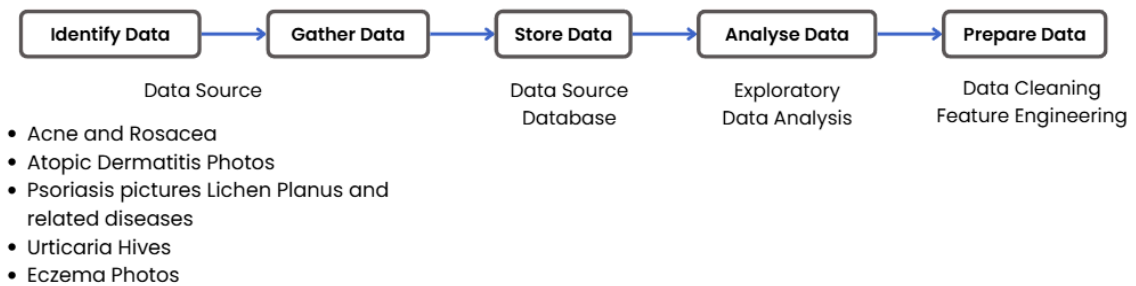 Identify Data
Gather Data
Store Data
Analyse Data
Prepare Data
Data Source
Data Source
Database
Exploratory
Data Analysis
Data Cleaning
Feature Engineering
• Acne and Rosacea
• Atopic Dermatitis Photos
• Psoriasis pictures Lichen Planus and
related diseases
• Urticaria Hives
• Eczema Photos